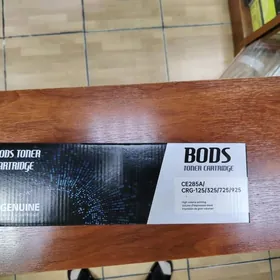 BODS TONER
CARTRIDGE
GENUINE
BODS
TONER CARTRIDGE
CE285A/
CRG-125/325/725/925